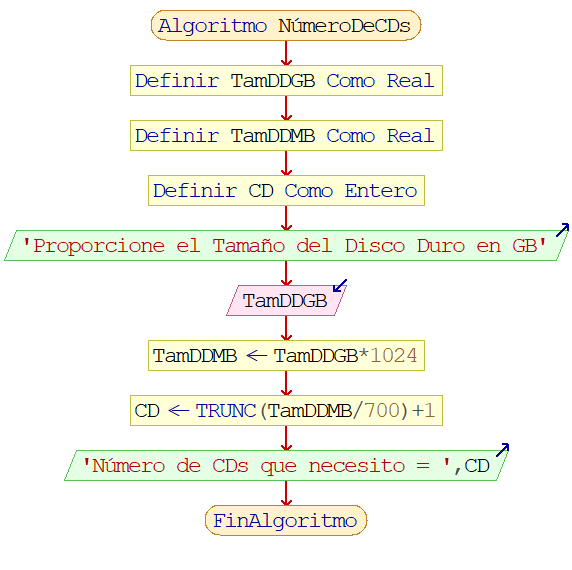 Algoritmo NúmeroDeCDs
Definir TamDDGB Como Real
Definir TamDDMB Como Real
Definir CD Como Entero
'Proporcione el Tamaño del Disco Duro en GB'
TamDDGB
TamDDMB ← TamDDGB*1024
CD ← TRUNC(TamDDMB/700)+1
'Número de CDs que necesito = ',CD
FinAlgoritmo